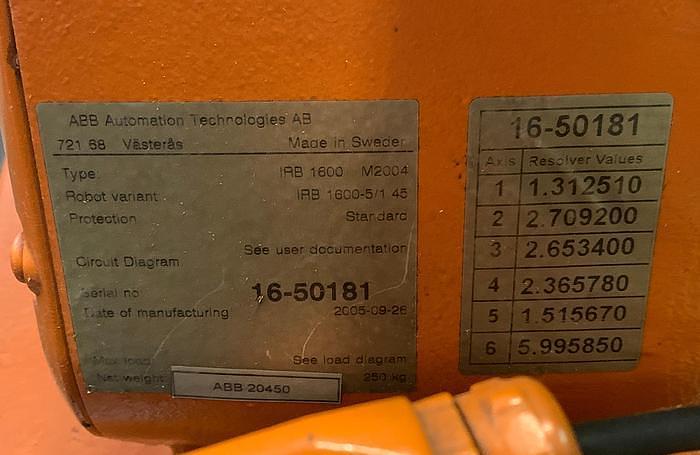 ABB Automation Technologies AB
721 68 Västerås Made in Sweden
Type IRB 1600 M2004
Robot variant IRB 1600-5/1.45
Protection Standard
Circuit Diagram See user documentation
Serial no 16-50181
Date of manufacturing 2005-09-26
Max load See load diagram
Net weight 250 kg
ABB 20450
16-50181
Axis Resolver Values
1 1.312510
2 2.709200
3 2.653400
4 2.365780
5 1.515670
6 5.995850